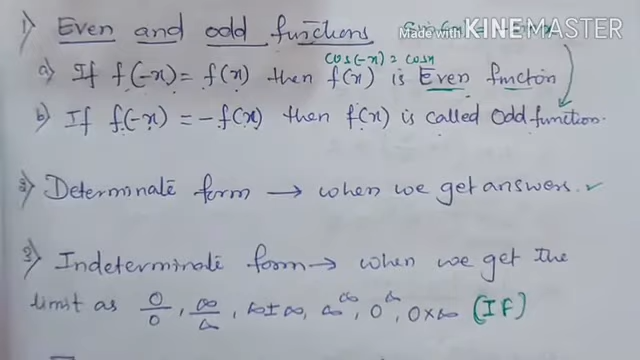 1) Even and odd functions
Made with KINEMASTER
cos(-x) = cosx
a) If f(-x) = f(x) then f(x) is Even function
b) If f(-x) = -f(x) then f(x) is called Odd function.
2) Determinate form → when we get answers. ✓
3) Indeterminate form → when we get the
limit as 0/0, ∞/∞, ∞±∞, ∞^∞, 0^∞, 0×∞ (IF)